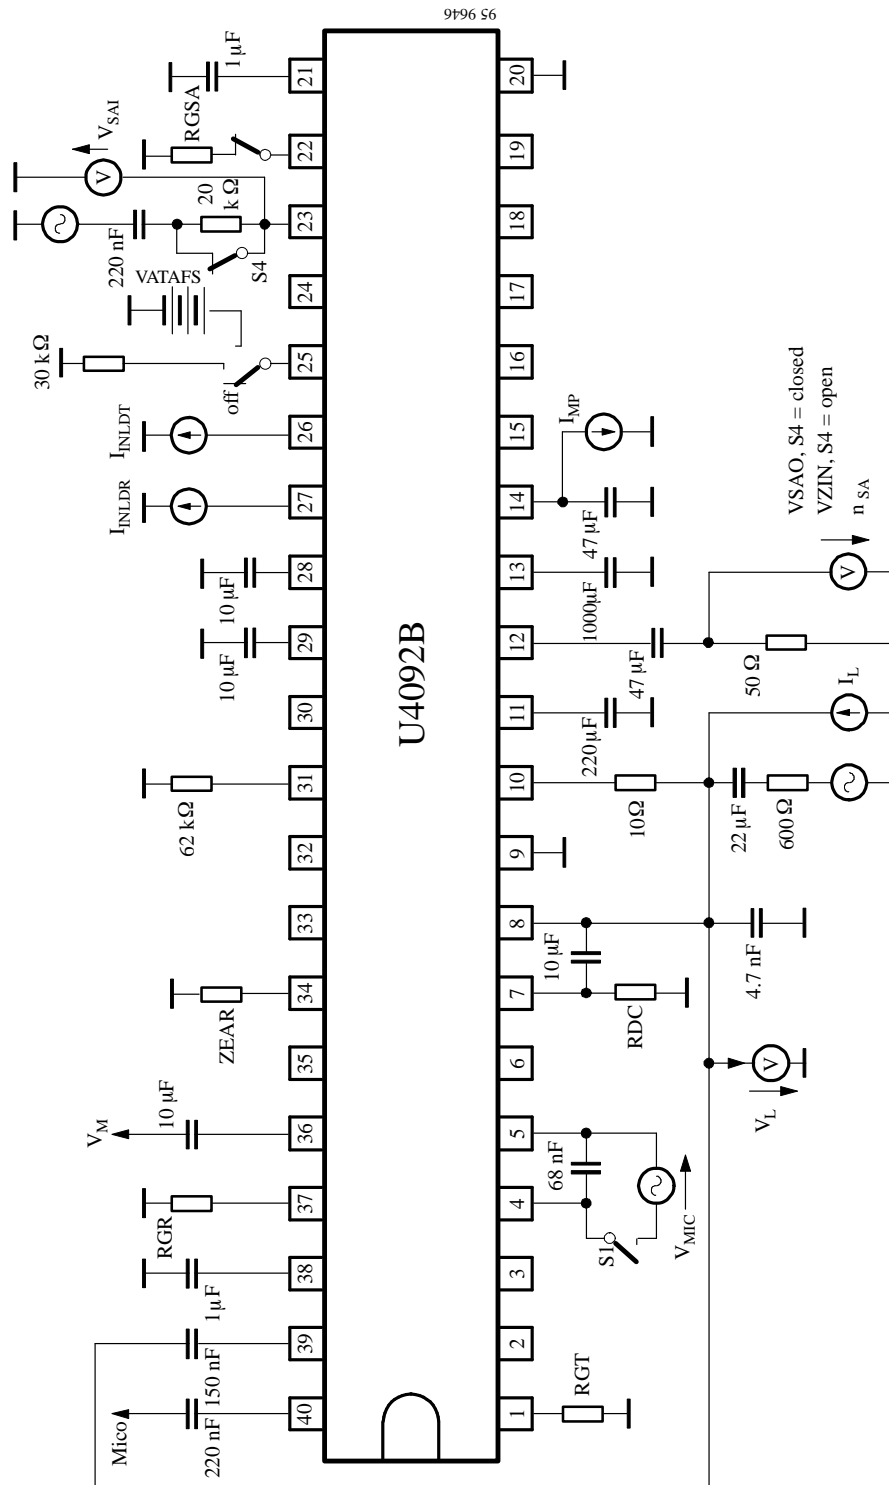 95 9646
1 µF
21
20
RGSA
22
19
V SAI
20
kΩ
220 nF
S4
23
18
VATAFS
24
17
30 kΩ
off
25
16
I INLDT
26
15
I MP
I INLDR
27
14
47 µF
10 µF
28
13
1000µF
VSAO, S4 = closed
VZIN, S4 = open
n SA
10 µF
29
12
47 µF
50 Ω
30
11
220µF
I L
U4092B
62 kΩ
31
10
10Ω
22 µF
600 Ω
32
9
33
8
10 µF
4.7 nF
ZEAR
34
7
RDC
35
6
V
V
V
V L
V M
10 µF
36
5
68 nF
RGR
37
4
S1
V MIC
1µF
38
3
150 nF
39
2
Mico
220 nF
40
1
RGT